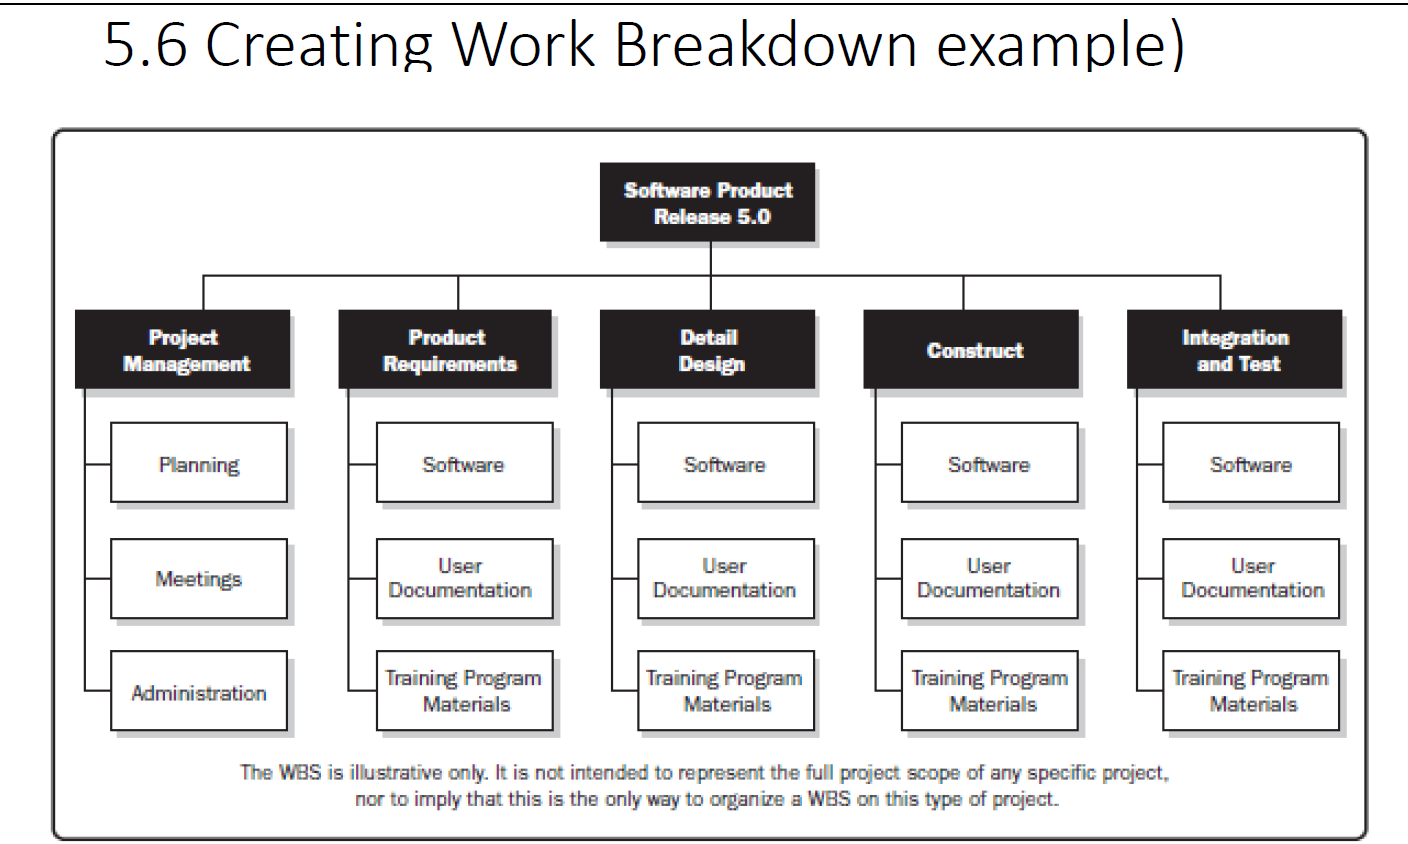 5.6 Creating Work Breakdown example)
Software Product
Release 5.0
Project
Management
Product
Requirements
Detail
Design
Construct
Integration
and Test
Planning
Software
Software
Software
Software
Meetings
User
Documentation
User
Documentation
User
Documentation
User
Documentation
Administration
Training Program
Materials
Training Program
Materials
Training Program
Materials
Training Program
Materials
The WBS is illustrative only. It is not intended to represent the full project scope of any specific project,
nor to imply that this is the only way to organize a WBS on this type of project.